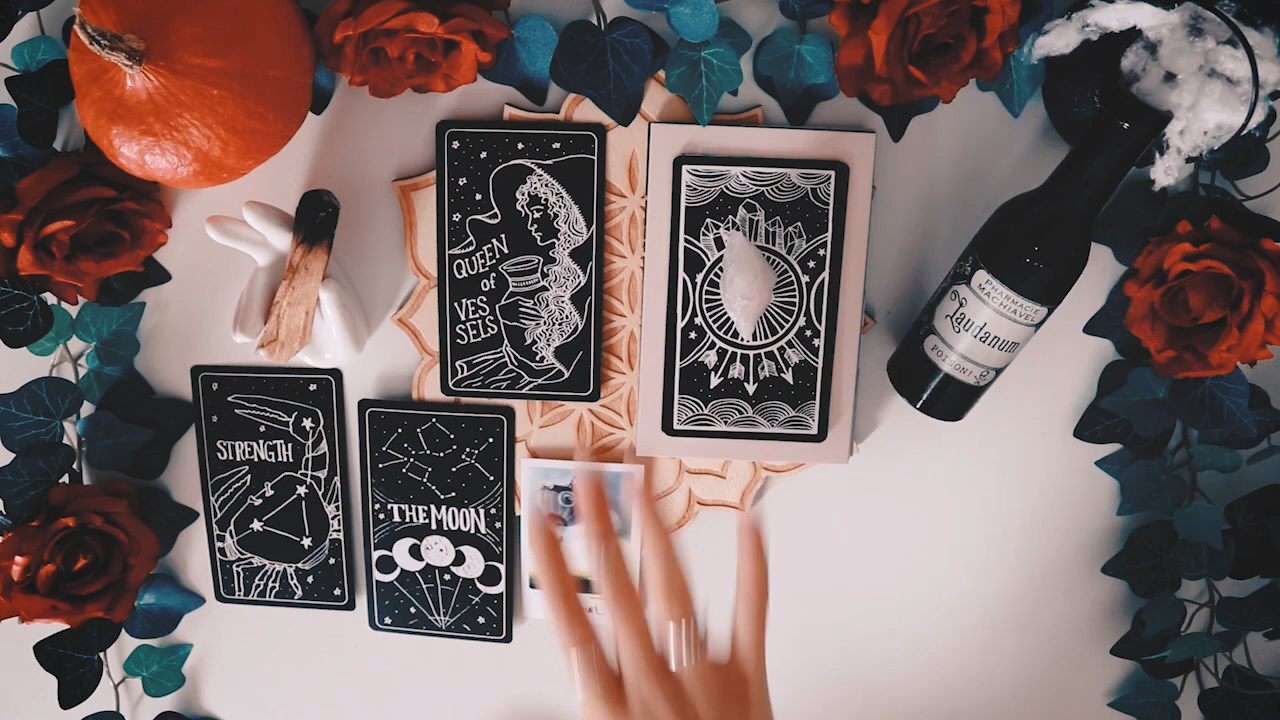 QUEEN
of
VES
SELS
STRENGTH
THE MOON
PHARMACIE
MACHIAVEL
Laudanum
POISON!